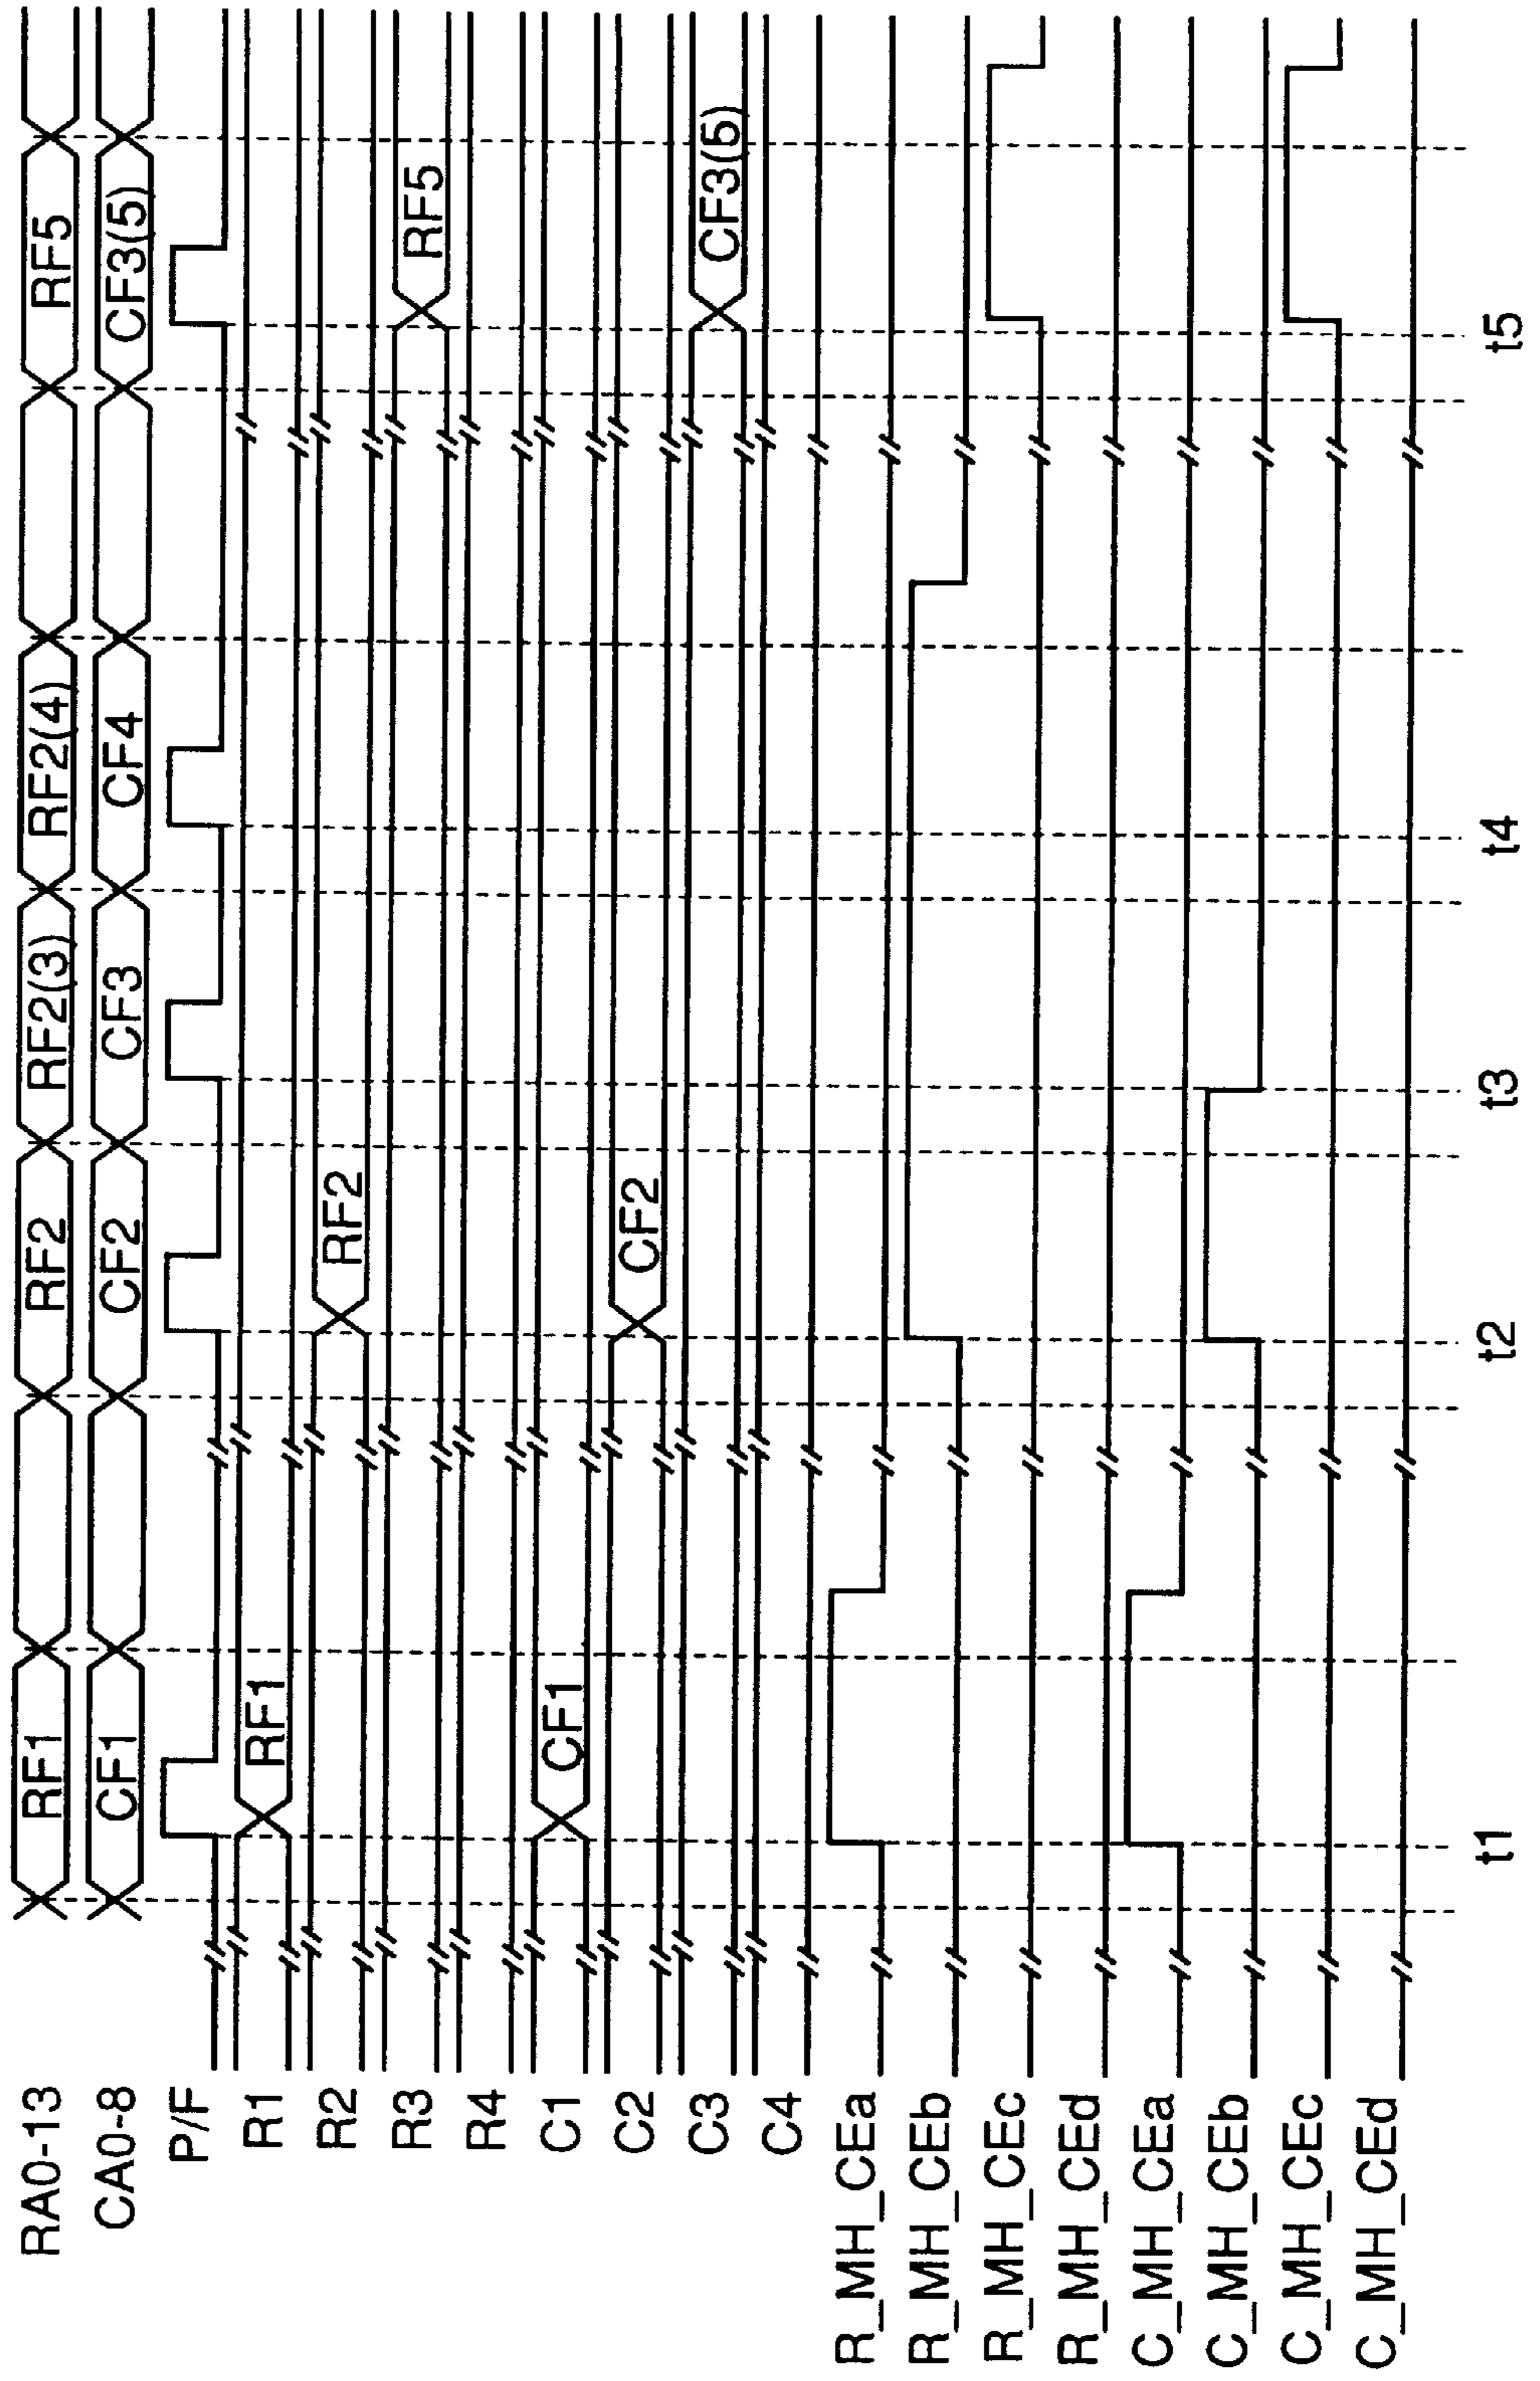 RA0-13 RF1 RF2 RF2(3) RF2(4) RF5
CA0-8 CF1 CF2 CF3 CF4 CF3(5)
P/F
R1 RF1
R2 RF2
R3 RF5
R4
C1 CF1
C2 CF2
C3 CF3(5)
C4
R_MH_CEa
R_MH_CEb
R_MH_CEc
R_MH_CEd
C_MH_CEa
C_MH_CEb
C_MH_CEc
C_MH_CEd
t1 t2 t3 t4 t5